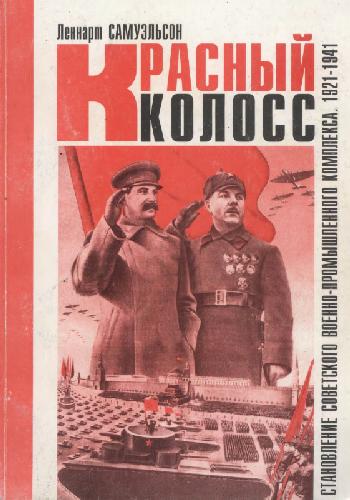 Леннарт САМУЭЛЬСОН
КРАСНЫЙ
КОЛОСС
СТАНОВЛЕНИЕ СОВЕТСКОГО ВОЕННО-ПРОМЫШЛЕННОГО КОМПЛЕКСА. 1921-1941